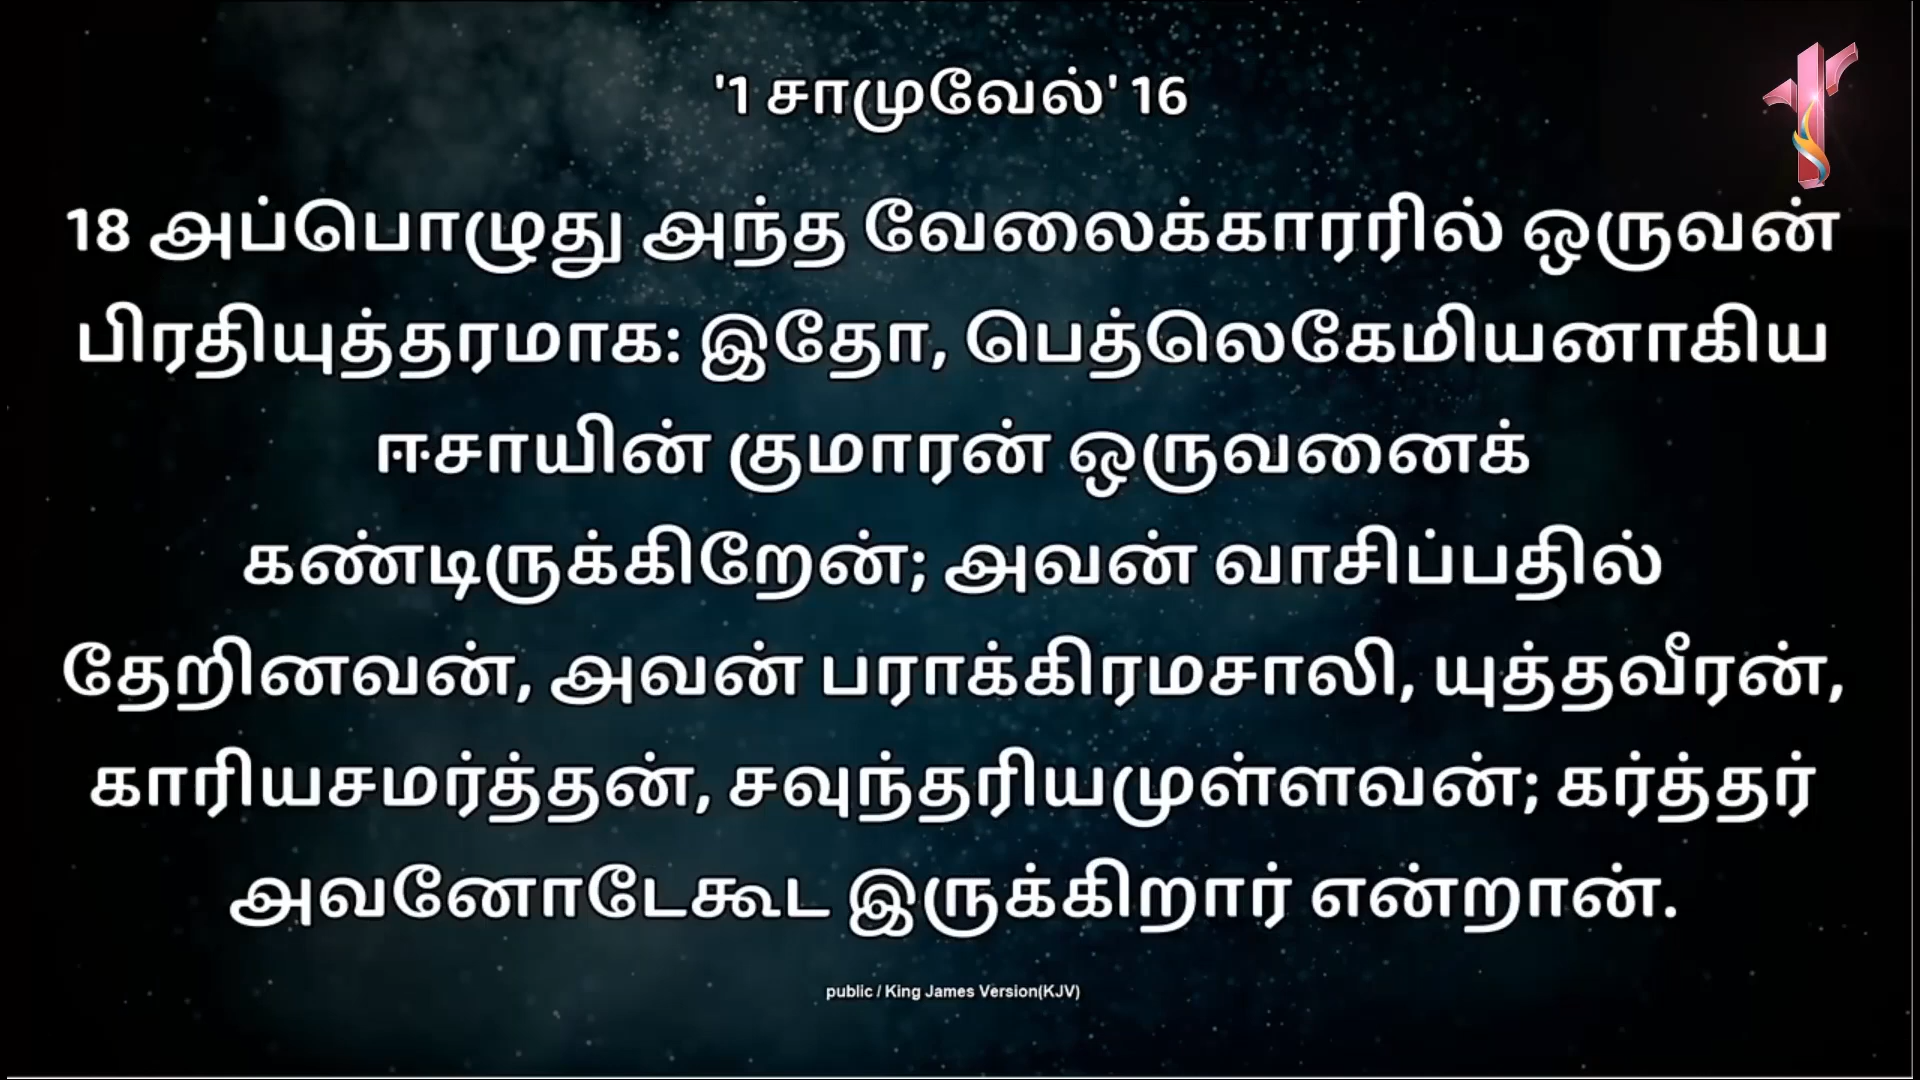 '1 சாமுவேல்' 16
18 அப்பொழுது அந்த வேலைக்காரரில் ஒருவன்
பிரதியுத்தரமாக: இதோ, பெத்லெகேமியனாகிய
ஈசாயின் குமாரன் ஒருவனைக்
கண்டிருக்கிறேன்; அவன் வாசிப்பதில்
தேறினவன், அவன் பராக்கிரமசாலி, யுத்தவீரன்,
காரியசமர்த்தன், சவுந்தரியமுள்ளவன்; கர்த்தர்
அவனோடேகூட இருக்கிறார் என்றான்.
public / King James Version(KJV)